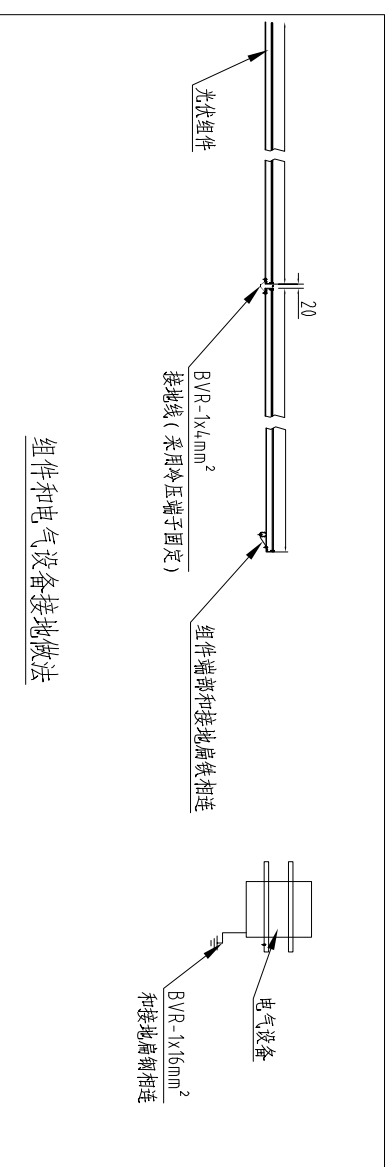 光伏组件
20
BVR-1x4mm²
接地线(采用冷压端子固定)
组件端部和接地扁铁相连
电气设备
BVR-1x16mm²
和接地扁钢相连
组件和电气设备接地做法